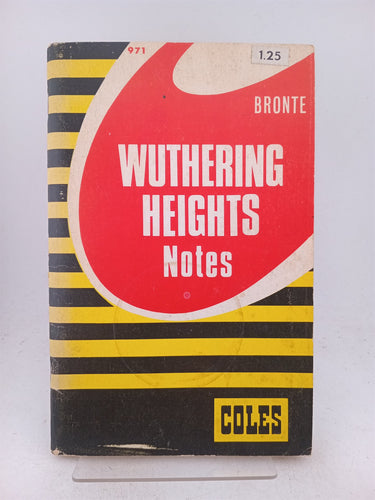 971
1.25
BRONTE
WUTHERING
HEIGHTS
Notes
COLES